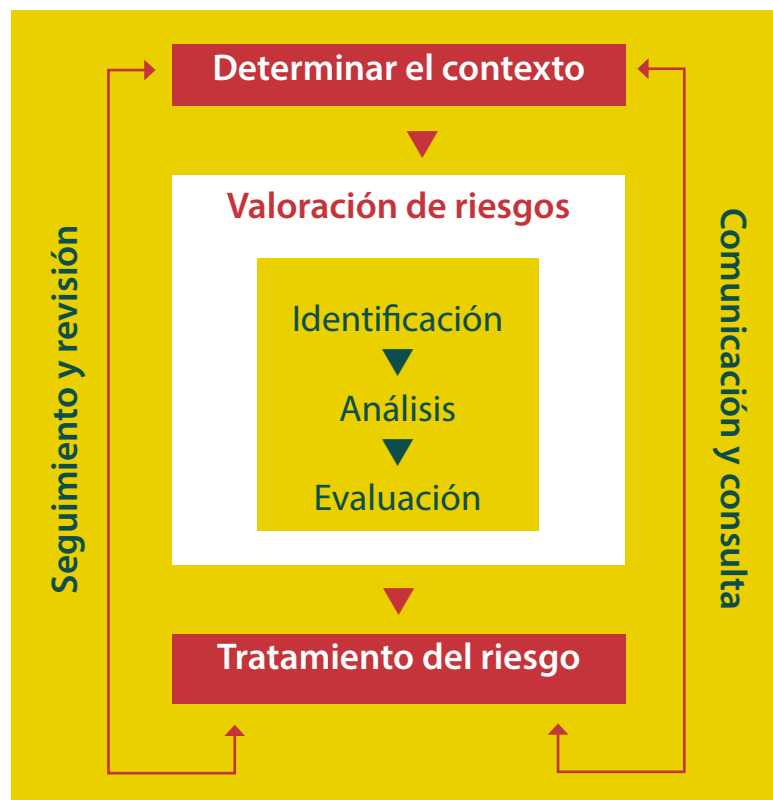 Determinar el contexto
Valoración de riesgos
Identificación
Análisis
Evaluación
Tratamiento del riesgo
Seguimiento y revisión
Comunicación y consulta